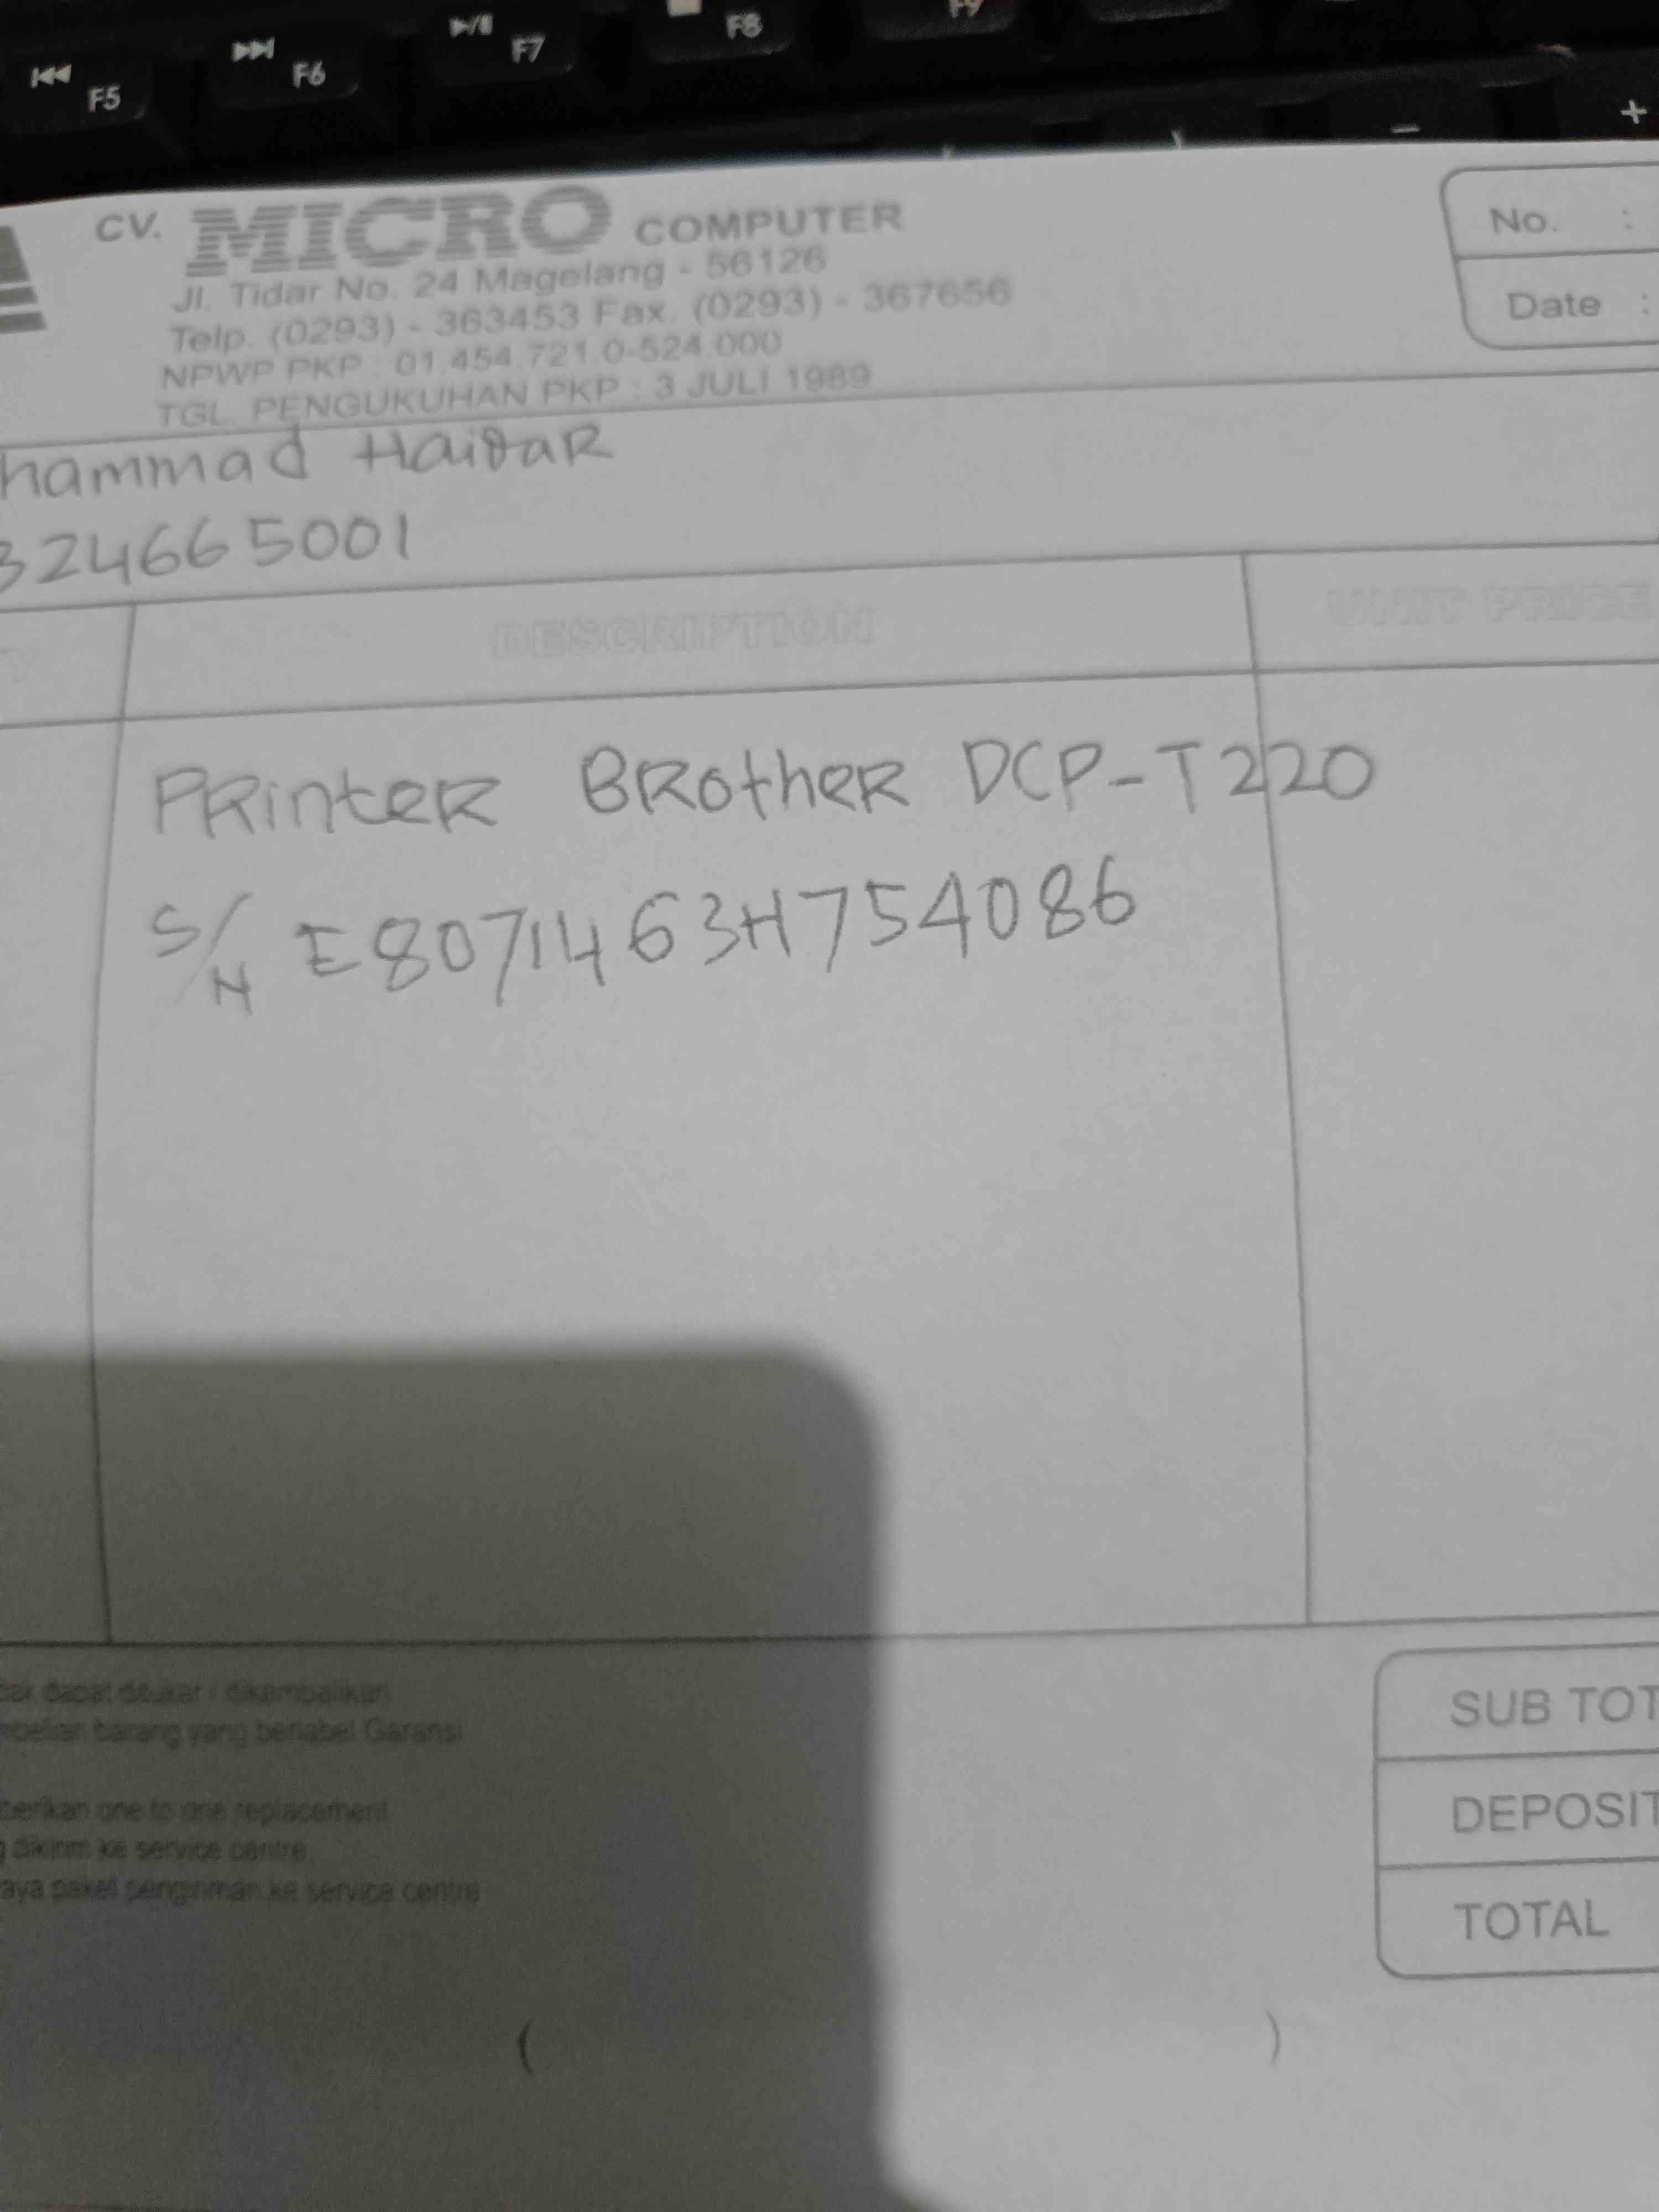 F5
F6
F7
F8
F9
-
+
CV. MICRO COMPUTER
Jl. Tidar No. 24 Magelang - 56126
Telp. (0293) - 363453 Fax. (0293) - 367656
NPWP PKP : 01.454.721.0-524.000
TGL. PENGUKUHAN PKP : 3 JULI 1989
No. :
Date :
hammad Haidar
324665001
Y
DESCRIPTION
UNIT PRICE
Printer Brother DCP-T220
S/N E8071463H754086
dak dapat ditukar / dikembalikan
mbelian barang yang berlabel Garansi
berikan one to one replacement
g dikirim ke service centre.
aya paket pengiriman ke service centre
SUB TOT
DEPOSIT
TOTAL
( )